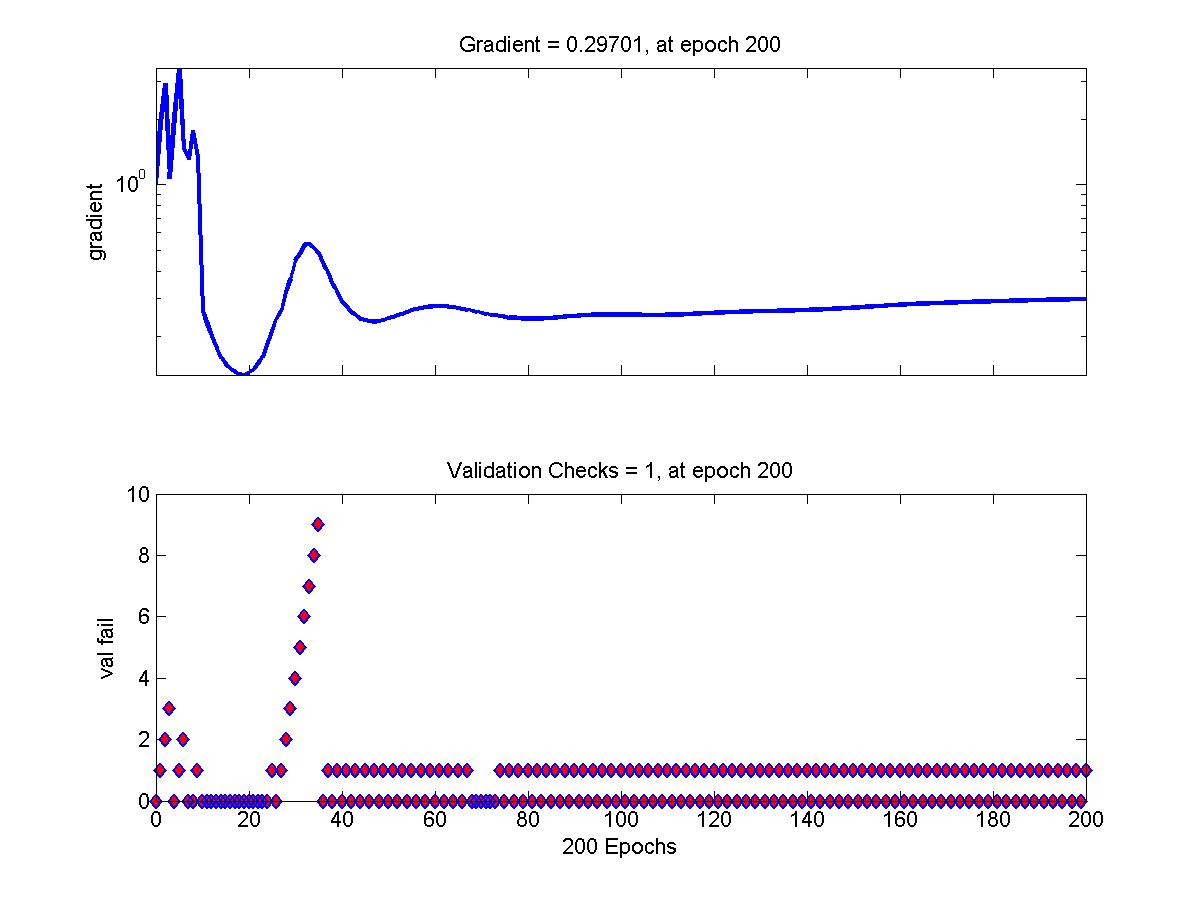 Gradient = 0.29701, at epoch 200
10^0
gradient
Validation Checks = 1, at epoch 200
10
8
6
4
2
0
val fail
0 20 40 60 80 100 120 140 160 180 200
200 Epochs